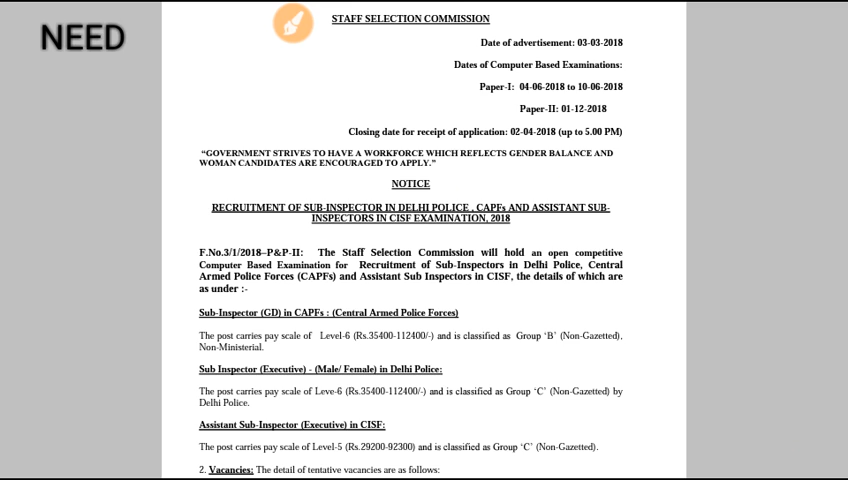 NEED
STAFF SELECTION COMMISSION
Date of advertisement: 03-03-2018
Dates of Computer Based Examinations:
Paper-I: 04-06-2018 to 10-06-2018
Paper-II: 01-12-2018
Closing date for receipt of application: 02-04-2018 (up to 5.00 PM)
“GOVERNMENT STRIVES TO HAVE A WORKFORCE WHICH REFLECTS GENDER BALANCE AND
WOMAN CANDIDATES ARE ENCOURAGED TO APPLY.”
NOTICE
RECRUITMENT OF SUB-INSPECTOR IN DELHI POLICE , CAPFs AND ASSISTANT SUB-
INSPECTORS IN CISF EXAMINATION, 2018
F.No.3/1/2018–P&P-II: The Staff Selection Commission will hold an open competitive
Computer Based Examination for Recruitment of Sub-Inspectors in Delhi Police, Central
Armed Police Forces (CAPFs) and Assistant Sub Inspectors in CISF, the details of which are
as under :-
Sub-Inspector (GD) in CAPFs : (Central Armed Police Forces)
The post carries pay scale of Level-6 (Rs.35400-112400/-) and is classified as Group ‘B’ (Non-Gazetted),
Non-Ministerial.
Sub Inspector (Executive) - (Male/ Female) in Delhi Police:
The post carries pay scale of Leve-6 (Rs.35400-112400/-) and is classified as Group ‘C’ (Non-Gazetted) by
Delhi Police.
Assistant Sub-Inspector (Executive) in CISF:
The post carries pay scale of Level-5 (Rs.29200-92300) and is classified as Group ‘C’ (Non-Gazetted).
2. Vacancies: The detail of tentative vacancies are as follows: